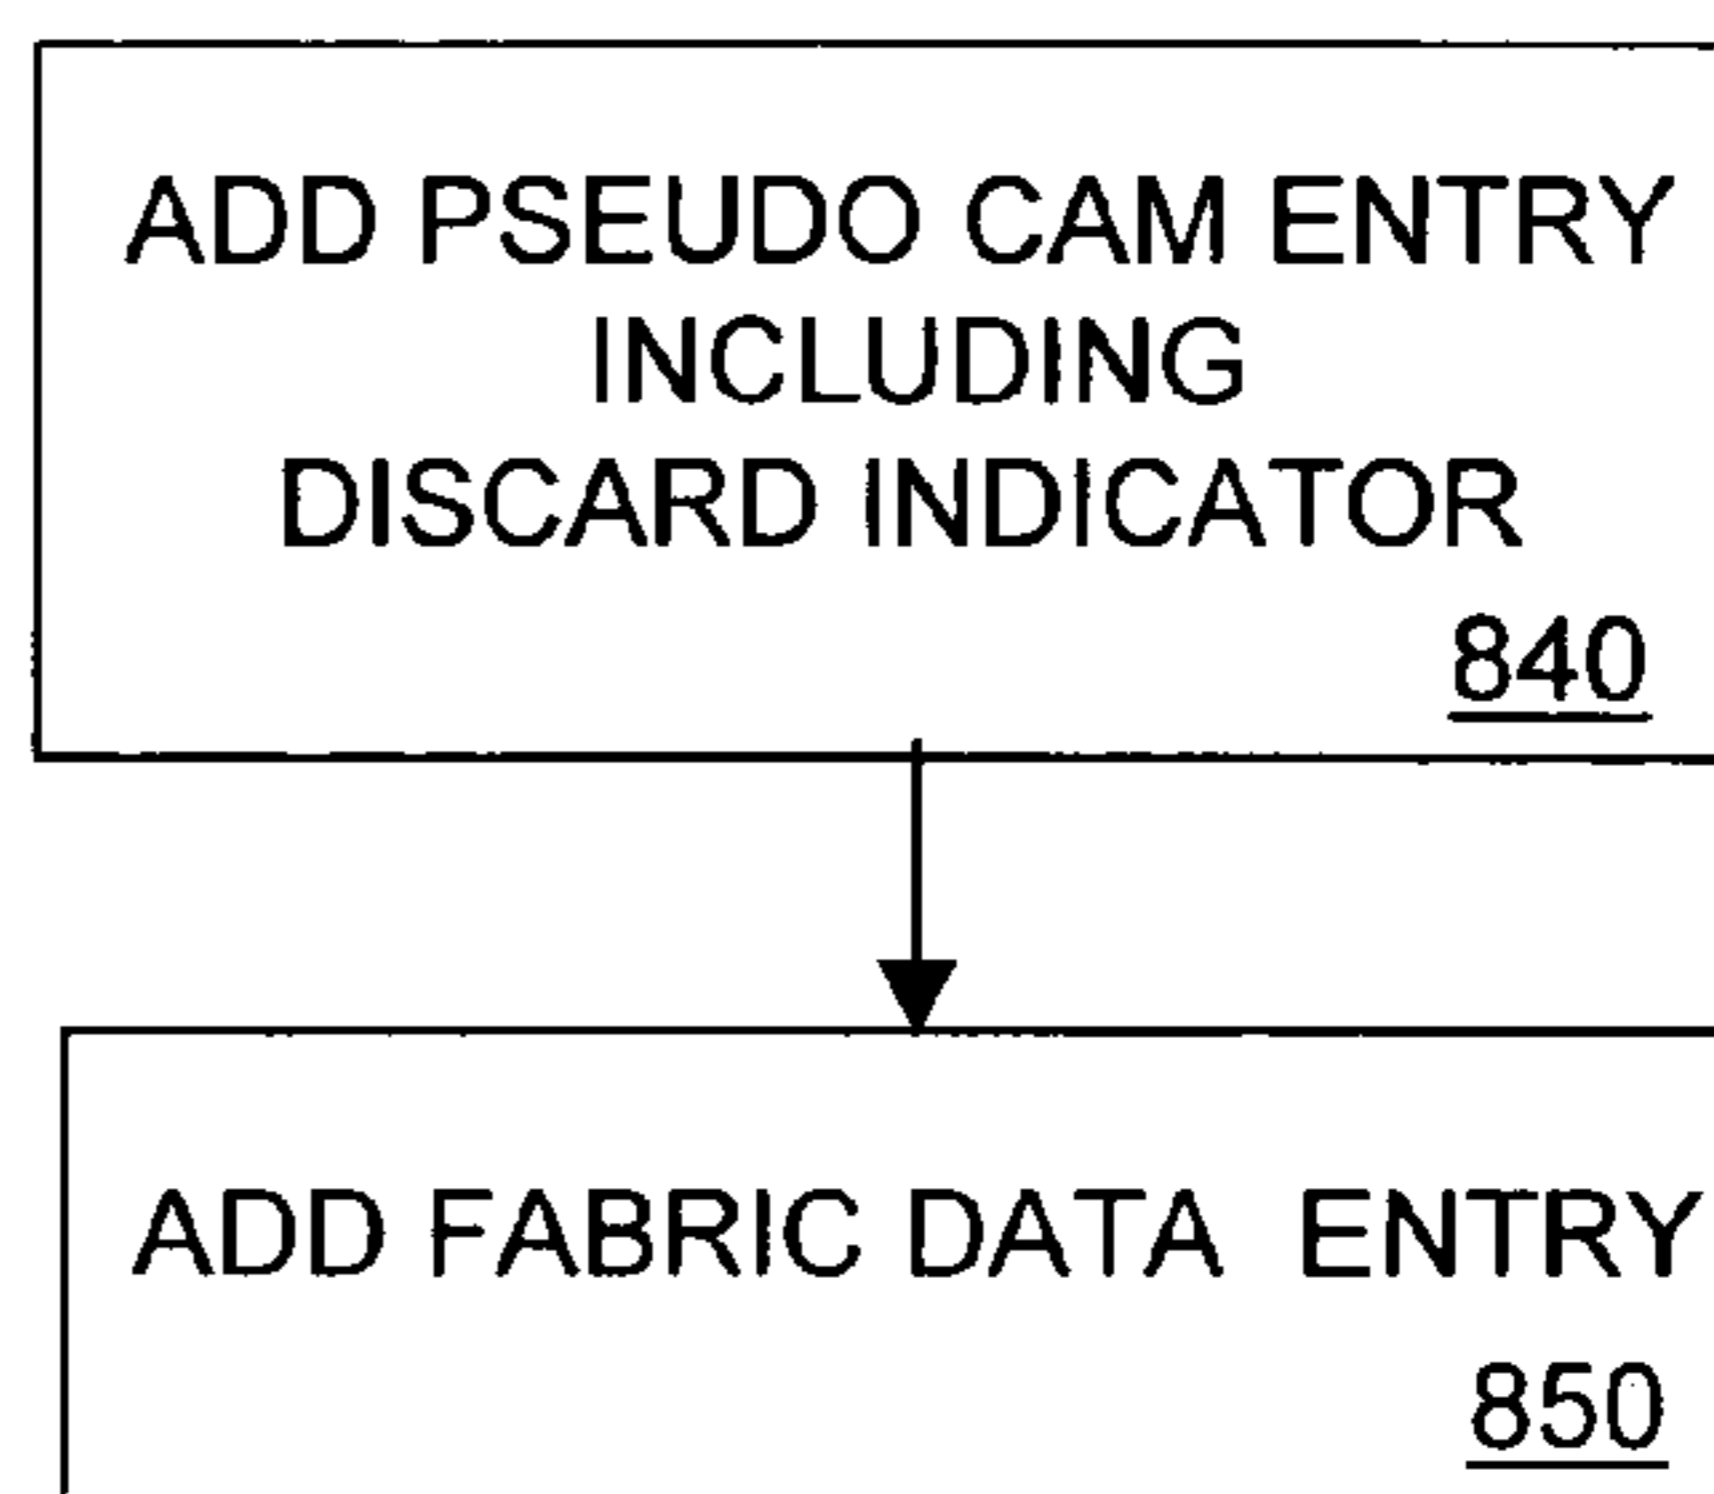 ADD PSEUDO CAM ENTRY
INCLUDING
DISCARD INDICATOR
840
ADD FABRIC DATA ENTRY
850